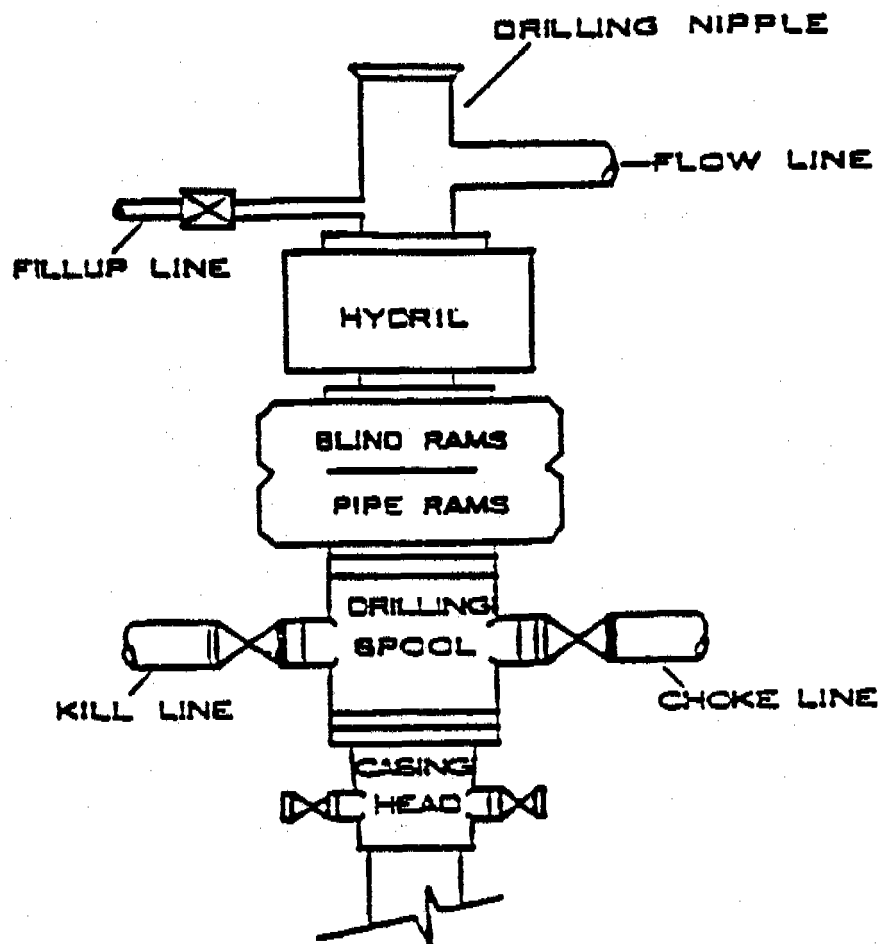 DRILLING NIPPLE
FLOW LINE
FILLUP LINE
HYDRIL
BLIND RAMS
PIPE RAMS
DRILLING
SPOOL
KILL LINE
CHOKE LINE
CASING
HEAD